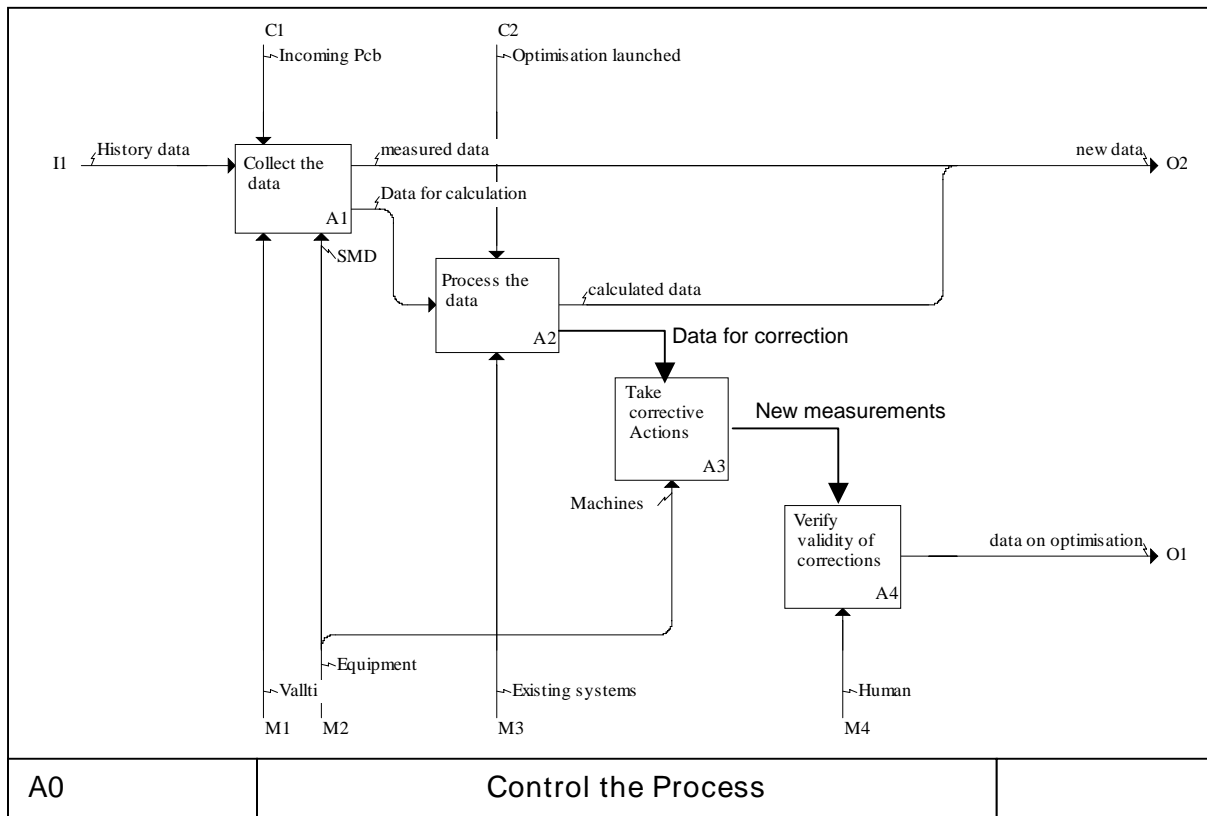 C1
C2
Incoming Pcb
Optimisation launched
I1
History data
measured data
new data
O2
Collect the
data
A1
Data for calculation
SMD
Process the
data
A2
calculated data
Data for correction
Take
corrective
Actions
A3
New measurements
Machines
Verify
validity of
corrections
A4
data on optimisation
O1
Equipment
Vallti
Existing systems
Human
M1
M2
M3
M4
A0
Control the Process